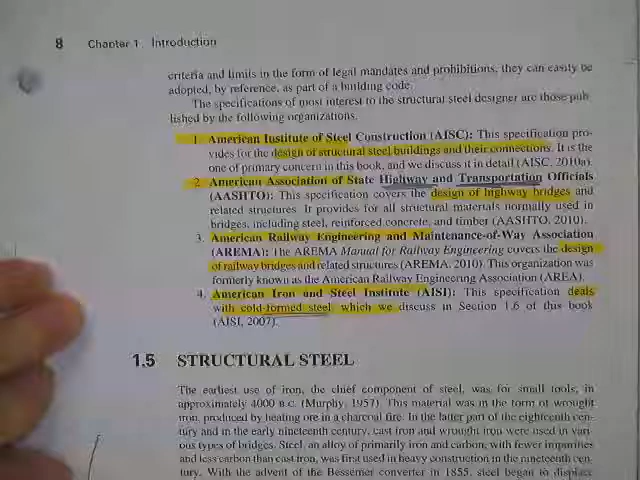 8 Chapter 1 Introduction
criteria and limits in the form of legal mandates and prohibitions, they can easily be
adopted, by reference, as part of a building code.
The specifications of most interest to the structural steel designer are those pub-
lished by the following organizations.
1. American Institute of Steel Construction (AISC): This specification pro-
vides for the design of structural steel buildings and their connections. It is the
one of primary concern in this book, and we discuss it in detail (AISC, 2010a).
2. American Association of State Highway and Transportation Officials
(AASHTO): This specification covers the design of highway bridges and
related structures. It provides for all structural materials normally used in
bridges, including steel, reinforced concrete, and timber (AASHTO, 2010).
3. American Railway Engineering and Maintenance-of-Way Association
(AREMA): The AREMA Manual for Railway Engineering covers the design
of railway bridges and related structures (AREMA, 2010). This organization was
formerly known as the American Railway Engineering Association (AREA).
4. American Iron and Steel Institute (AISI): This specification deals
with cold-formed steel, which we discuss in Section 1.6 of this book
(AISI, 2007).
1.5 STRUCTURAL STEEL
The earliest use of iron, the chief component of steel, was for small tools, in
approximately 4000 B.C. (Murphy, 1957). This material was in the form of wrought
iron, produced by heating ore in a charcoal fire. In the latter part of the eighteenth cen-
tury and in the early nineteenth century, cast iron and wrought iron were used in vari-
ous types of bridges. Steel, an alloy of primarily iron and carbon, with fewer impurities
and less carbon than cast iron, was first used in heavy construction in the nineteenth cen-
tury. With the advent of the Bessemer converter in 1855, steel began to displace